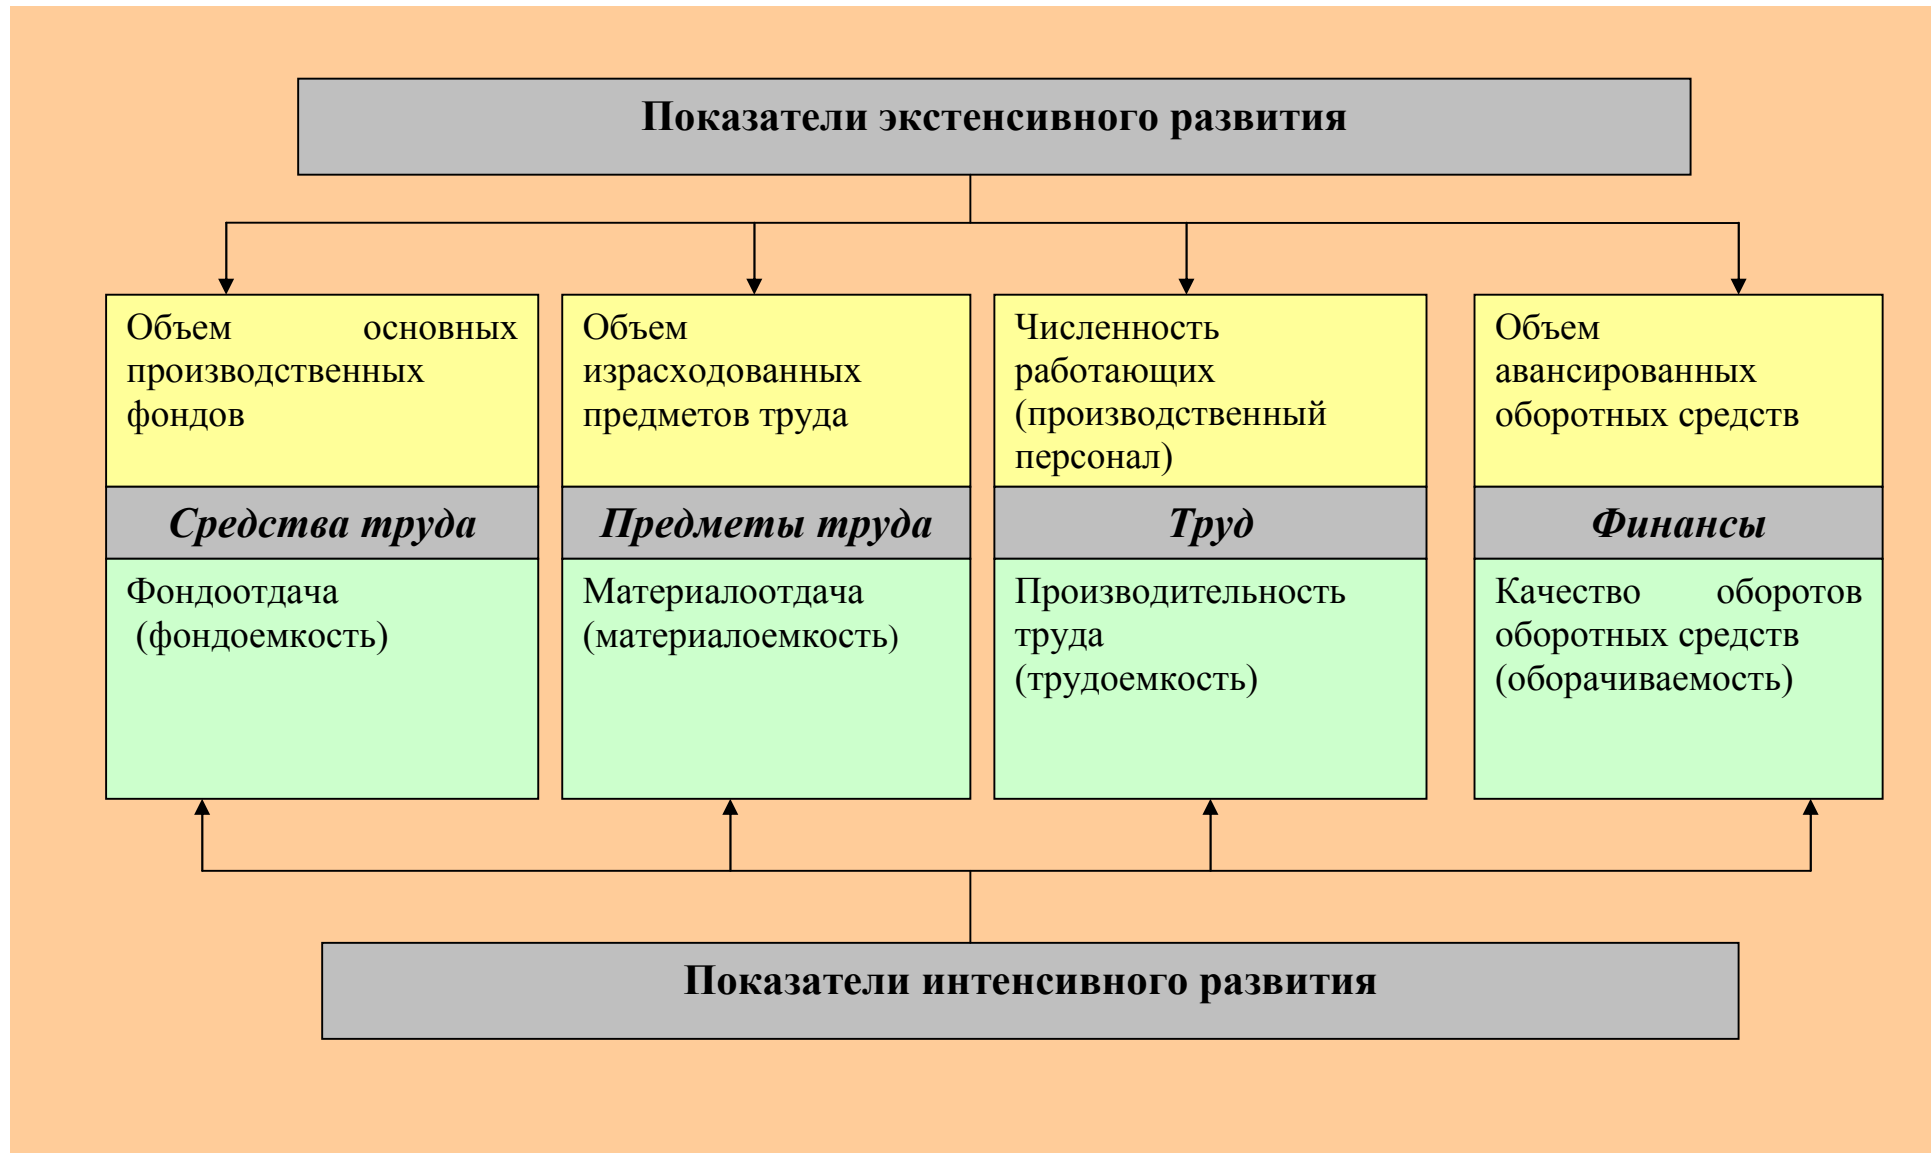 Показатели экстенсивного развития
Объем основных
производственных
фондов
Объем
израсходованных
предметов труда
Численность
работающих
(производственный
персонал)
Объем
авансированных
оборотных средств
Средства труда
Предметы труда
Труд
Финансы
Фондоотдача
(фондоемкость)
Материалоотдача
(материалоемкость)
Производительность
труда
(трудоемкость)
Качество оборотов
оборотных средств
(оборачиваемость)
Показатели интенсивного развития